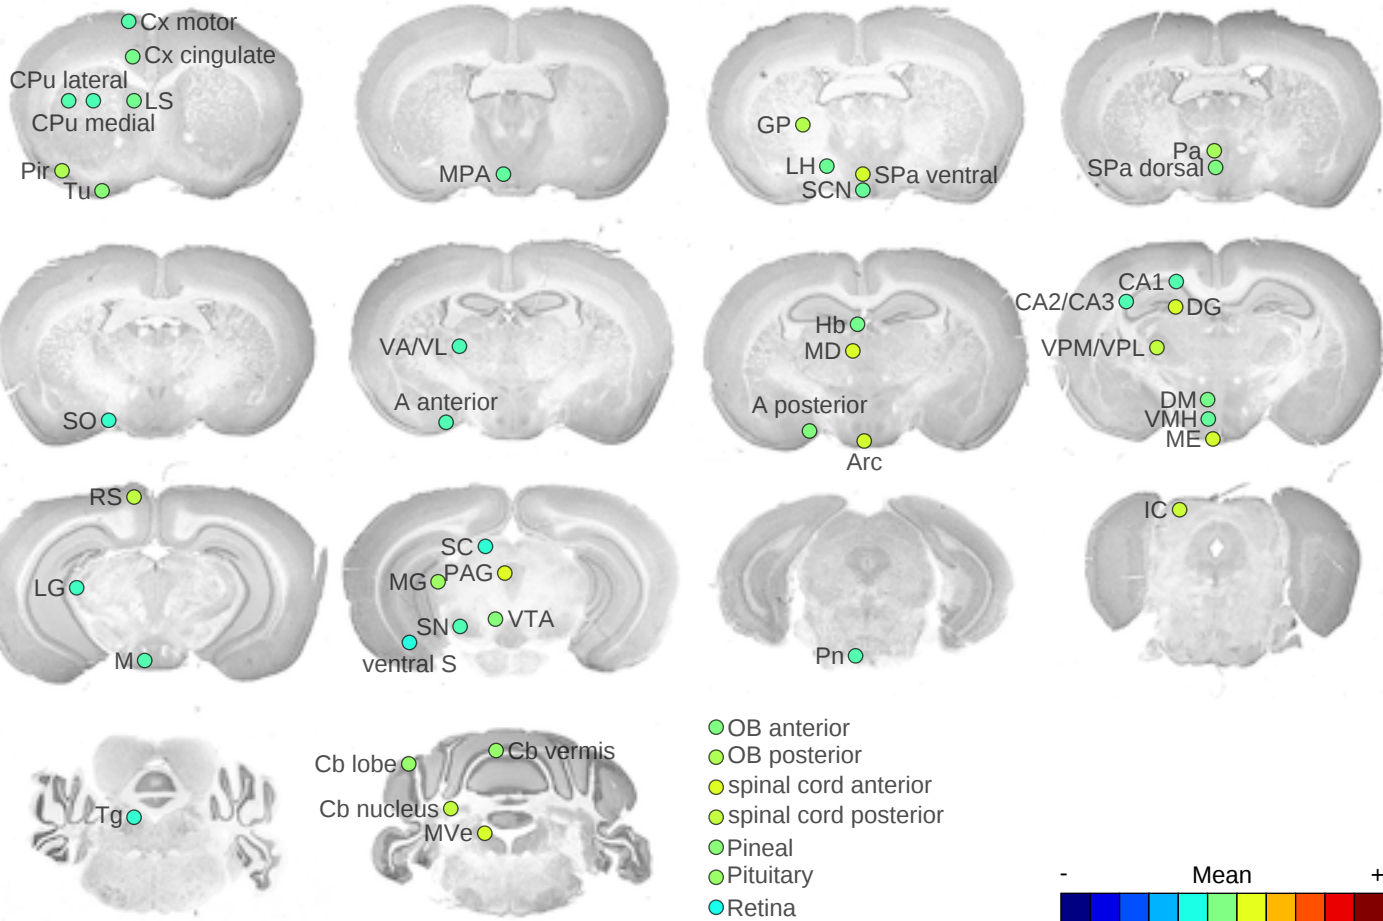 Cx motor
Cx cingulate
CPu lateral
LS
CPu medial
Pir
Tu
MPA
GP
LH
SPa ventral
SCN
Pa
SPa dorsal
SO
VA/VL
A anterior
Hb
MD
A posterior
Arc
CA1
CA2/CA3
DG
VPM/VPL
DM
VMH
ME
RS
LG
M
SC
MG
PAG
SN
VTA
ventral S
Pn
IC
Tg
Cb lobe
Cb vermis
Cb nucleus
MVe
OB anterior
OB posterior
spinal cord anterior
spinal cord posterior
Pineal
Pituitary
Retina
- Mean +